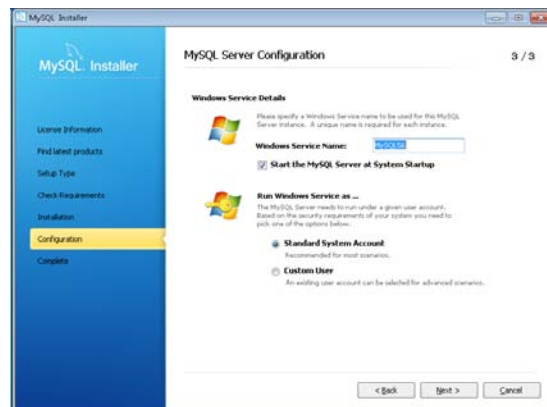 MySQL Installer
MySQL Installer
License Information
Find latest products
Setup Type
Check Requirements
Installation
Configuration
Complete
MySQL Server Configuration
3 / 3
Windows Service Details
Please specify a Windows Service name to be used for this MySQL
Server instance. A unique name is required for each instance.
Windows Service Name:
Start the MySQL Server at System Startup
Run Windows Service as ...
The MySQL Server needs to run under a given user account.
Based on the security requirements of your system you need to
pick one of the options below.
Standard System Account
Recommended for most scenarios.
Custom User
An existing user account can be selected for advanced scenarios.
< Back
Next >
Cancel